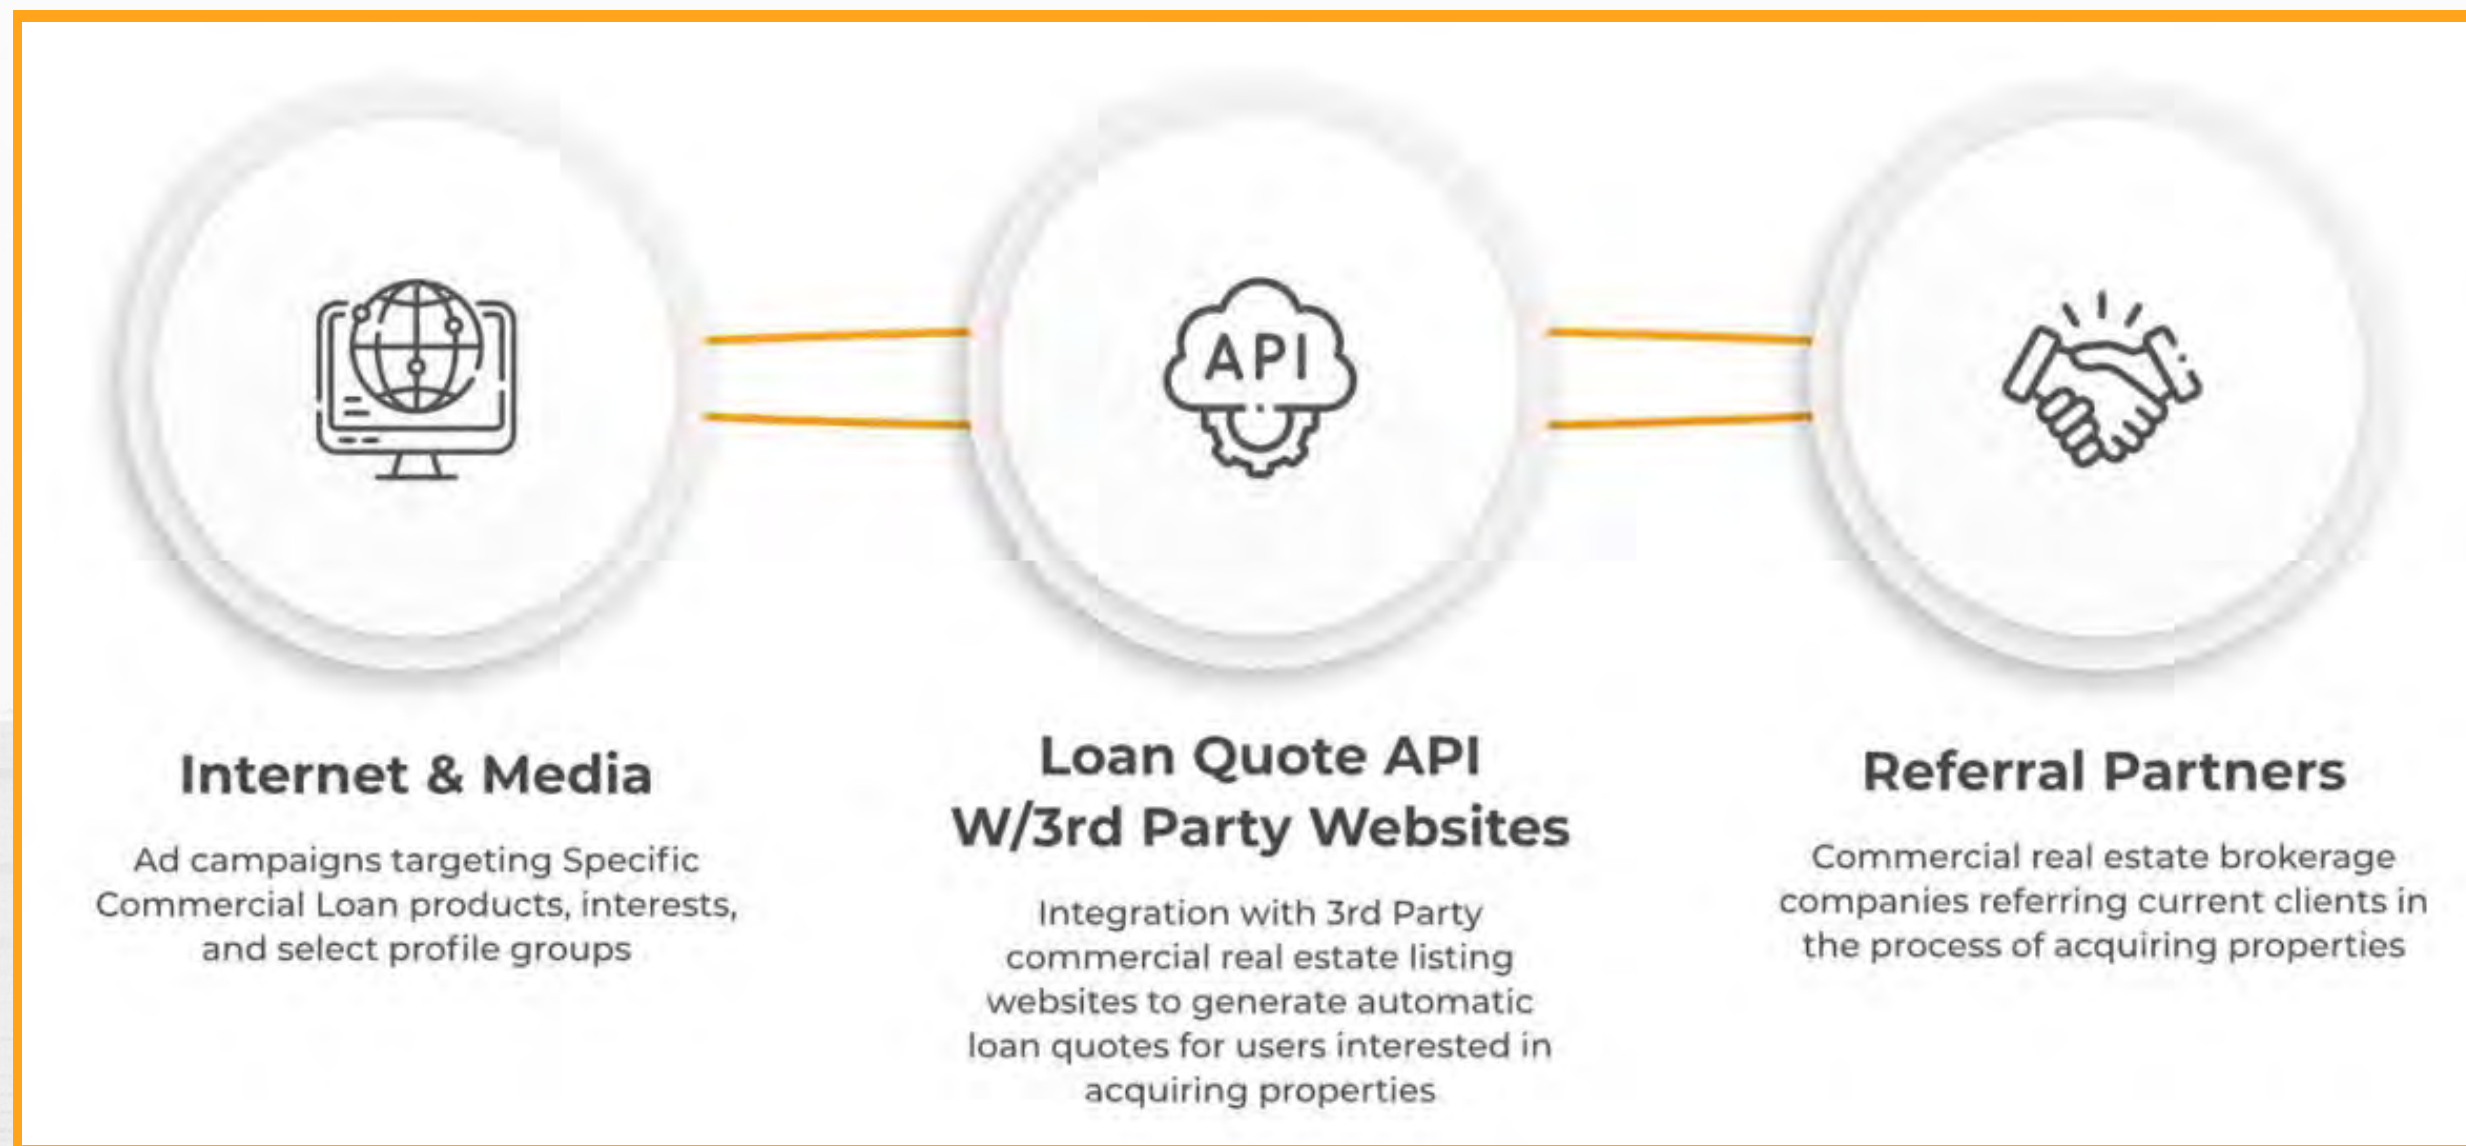 API
Internet & Media
Ad campaigns targeting Specific
Commercial Loan products, interests,
and select profile groups
Loan Quote API
W/3rd Party Websites
Integration with 3rd Party
commercial real estate listing
websites to generate automatic
loan quotes for users interested in
acquiring properties
Referral Partners
Commercial real estate brokerage
companies referring current clients in
the process of acquiring properties